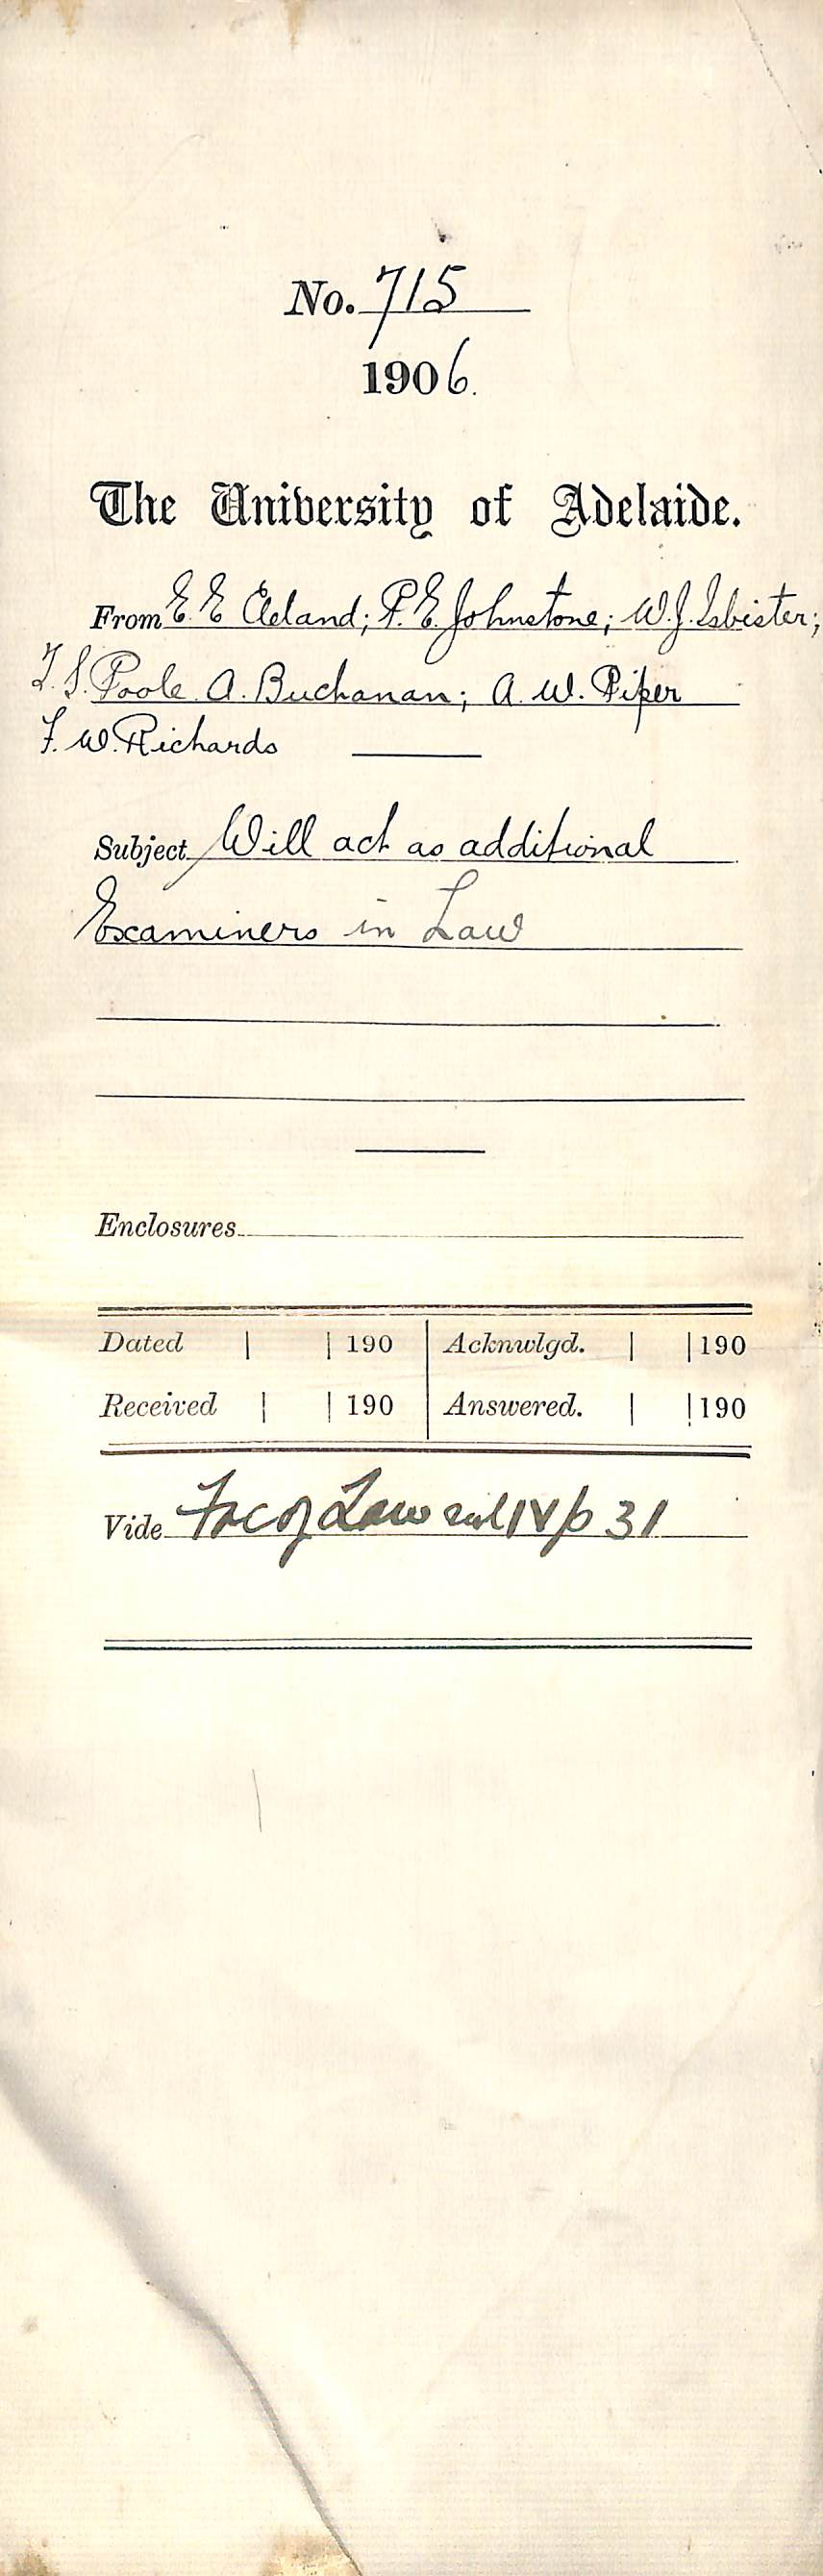 No. 715
1906.
The University of Adelaide.
From E. E. Cleland; P. E. Johnstone; W. J. Isbister;
T. S. Poole A. Buchanan; A. W. Piper
F. W. Richards
Subject Will act as additional
Examiners in Law
Enclosures
Dated | | 190 | Acknwlgd. | | 190
Received | | 190 | Answered. | | 190
Vide Fac of Law vol IV p 31